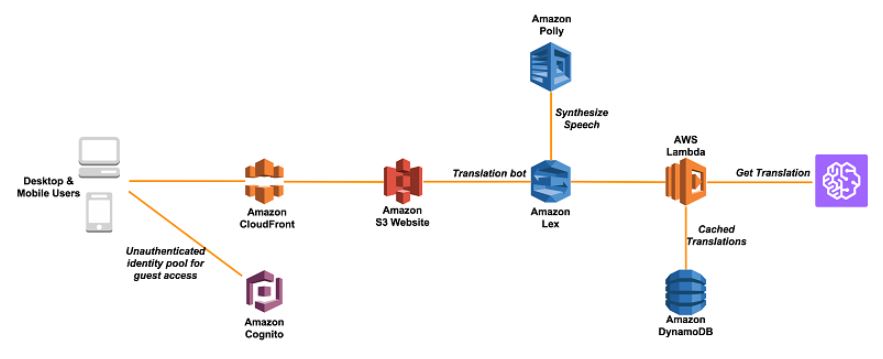 Amazon
Polly
Synthesize
Speech
AWS
Lambda
Translation bot
Get Translation
Desktop &
Mobile Users
Amazon
CloudFront
Amazon
S3 Website
Amazon
Lex
Cached
Translations
Unauthenticated
identity pool for
guest access
Amazon
Cognito
Amazon
DynamoDB